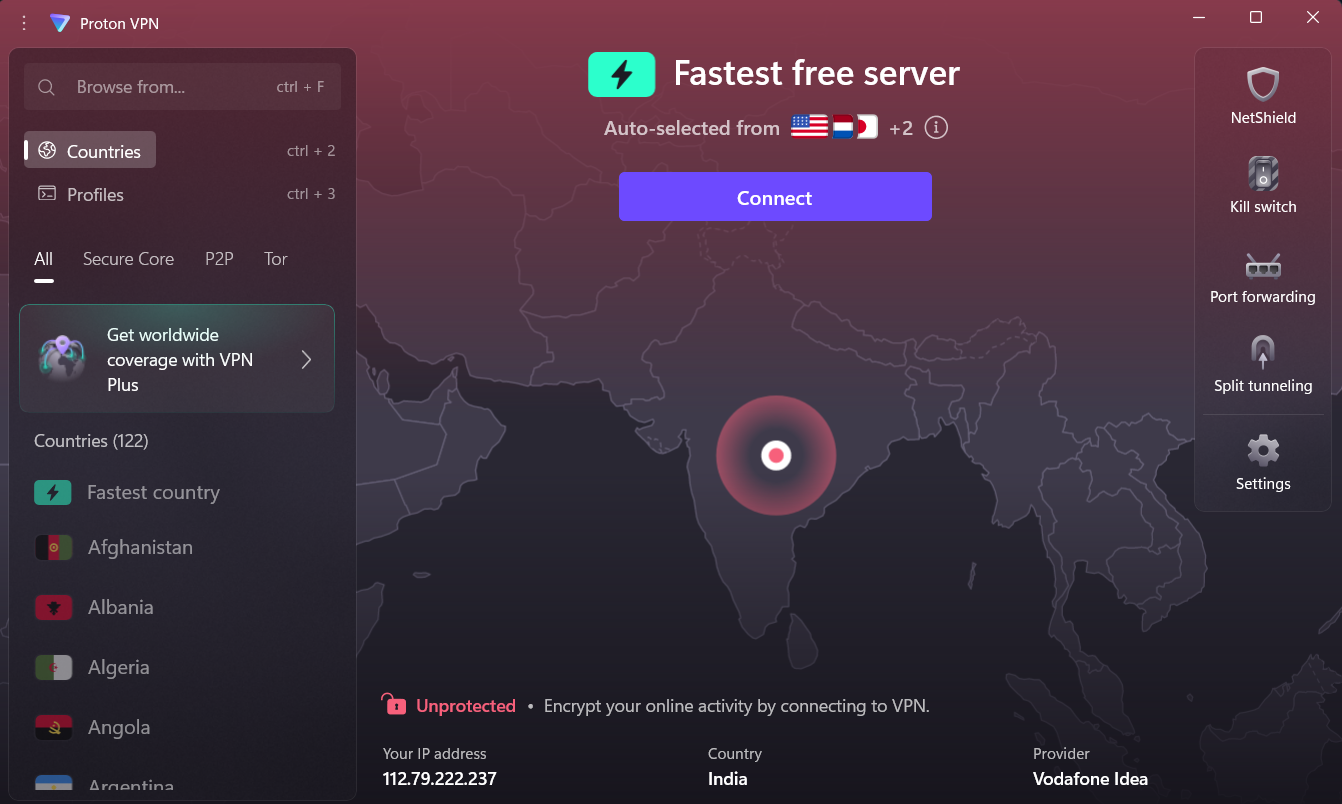 Proton VPN
Browse from...
ctrl + F
Countries
ctrl + 2
Profiles
ctrl + 3
All Secure Core P2P Tor
Get worldwide
coverage with VPN
Plus
Countries (122)
Fastest country
Afghanistan
Albania
Algeria
Angola
Argentina
Fastest free server
Auto-selected from +2
Connect
Unprotected • Encrypt your online activity by connecting to VPN.
Your IP address
112.79.222.237
Country
India
Provider
Vodafone Idea
NetShield
Kill switch
Port forwarding
Split tunneling
Settings